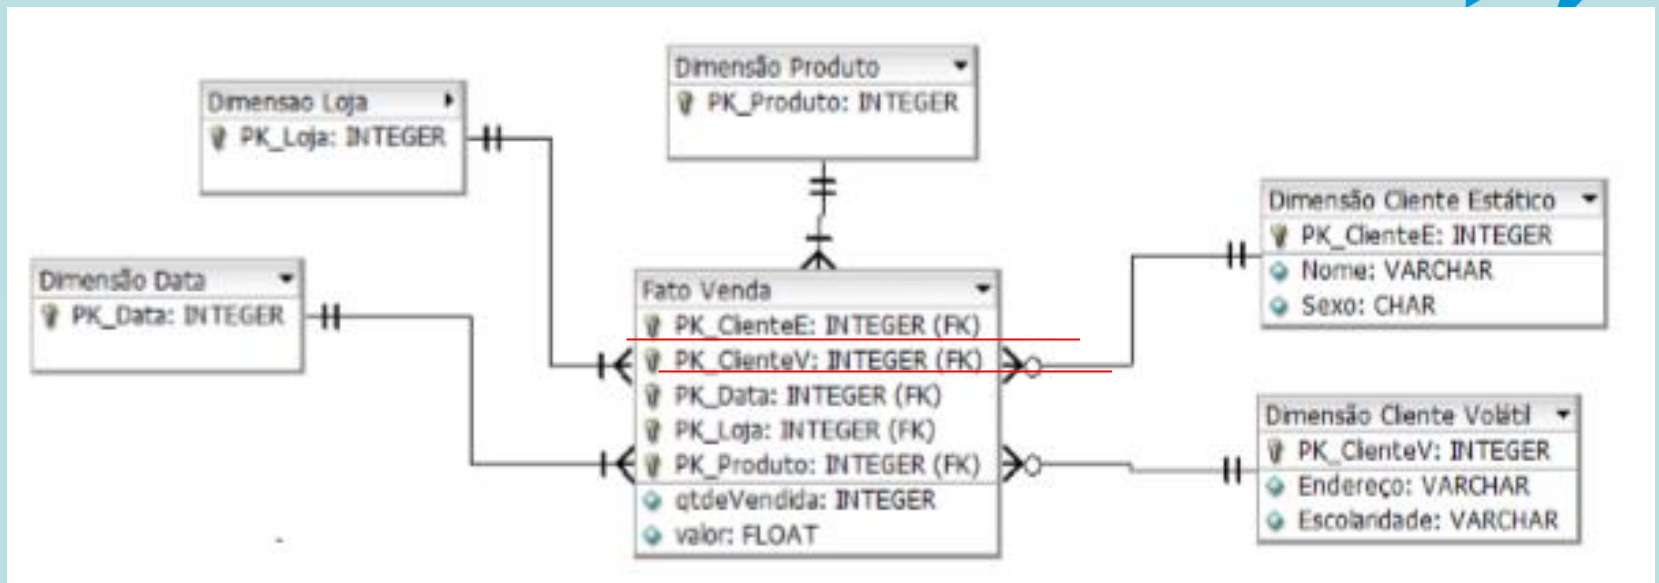 Dimensao Loja
PK_Loja: INTEGER
Dimensão Produto
PK_Produto: INTEGER
Dimensão Data
PK_Data: INTEGER
Fato Venda
PK_ClienteE: INTEGER (FK)
PK_ClienteV: INTEGER (FK)
PK_Data: INTEGER (FK)
PK_Loja: INTEGER (FK)
PK_Produto: INTEGER (FK)
qtdeVendida: INTEGER
valor: FLOAT
Dimensão Cliente Estático
PK_ClienteE: INTEGER
Nome: VARCHAR
Sexo: CHAR
Dimensão Cliente Volátil
PK_ClienteV: INTEGER
Endereço: VARCHAR
Escolaridade: VARCHAR